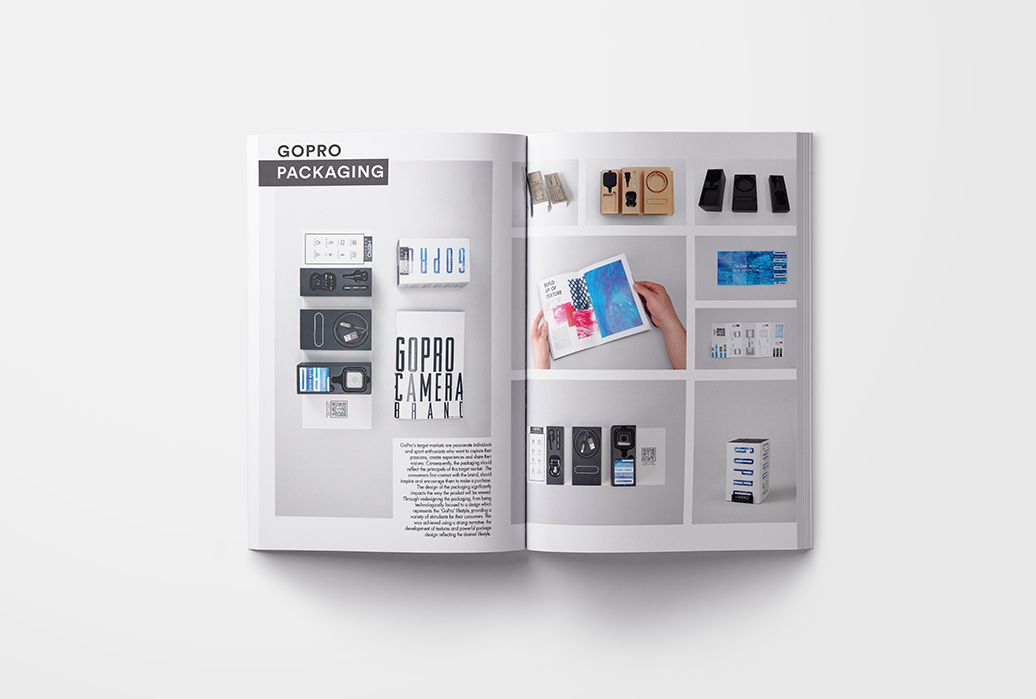 GOPRO
PACKAGING
GOPRO
GOPRO
CAMERA
BRAND
GoPro's target markets are passionate individuals
and sport enthusiasts who want to capture their
passions, create experiences and share their
visions. Consequently, the packaging should
reflect the principals of this target market. The
consumers first contact with the brand, should
inspire and encourage them to make a purchase.
The design of the packaging significantly
impacts the way the product will be viewed.
Through redesigning the packaging, from being
technologically focused to a design which
represents the 'GoPro' lifestyle, providing a
variety of stimulants for their consumers. This
was achieved using a strong narrative, the
development of textures and powerful package
design reflecting the desired lifestyle.
BUILD-
UP OF
TEXTURE
GOPRO